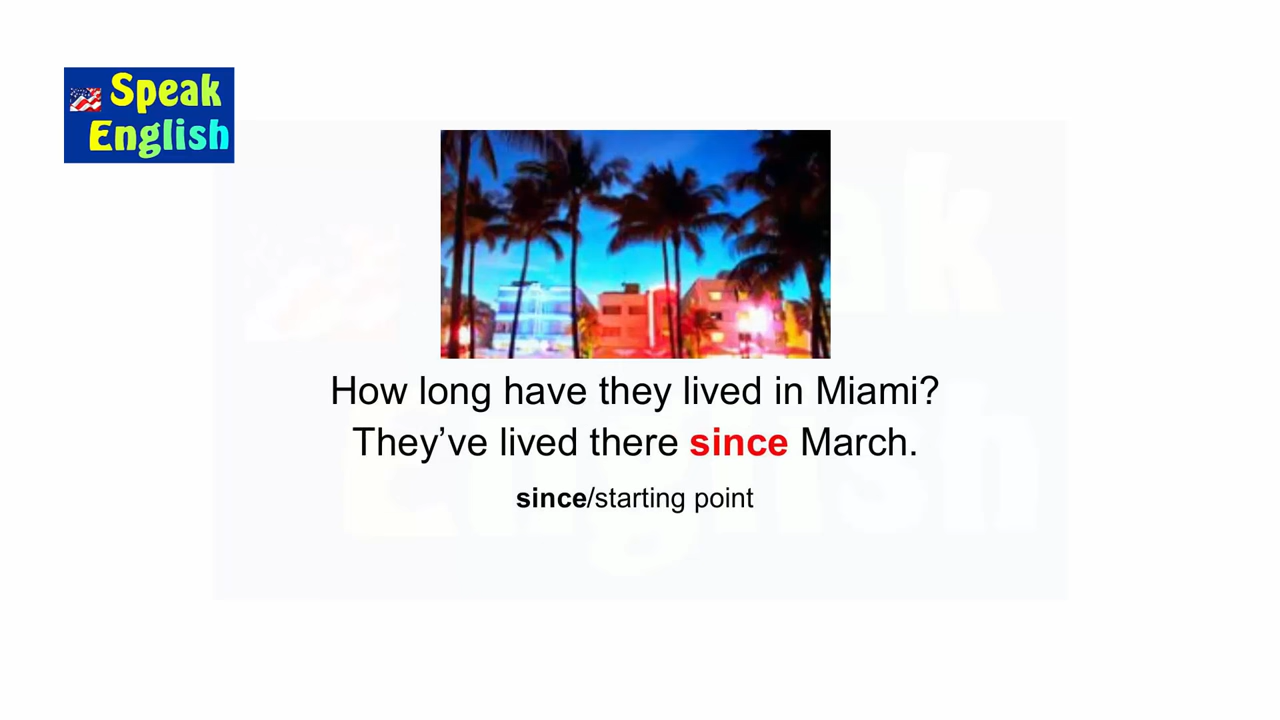 Speak
English
How long have they lived in Miami?
They’ve lived there since March.
since/starting point